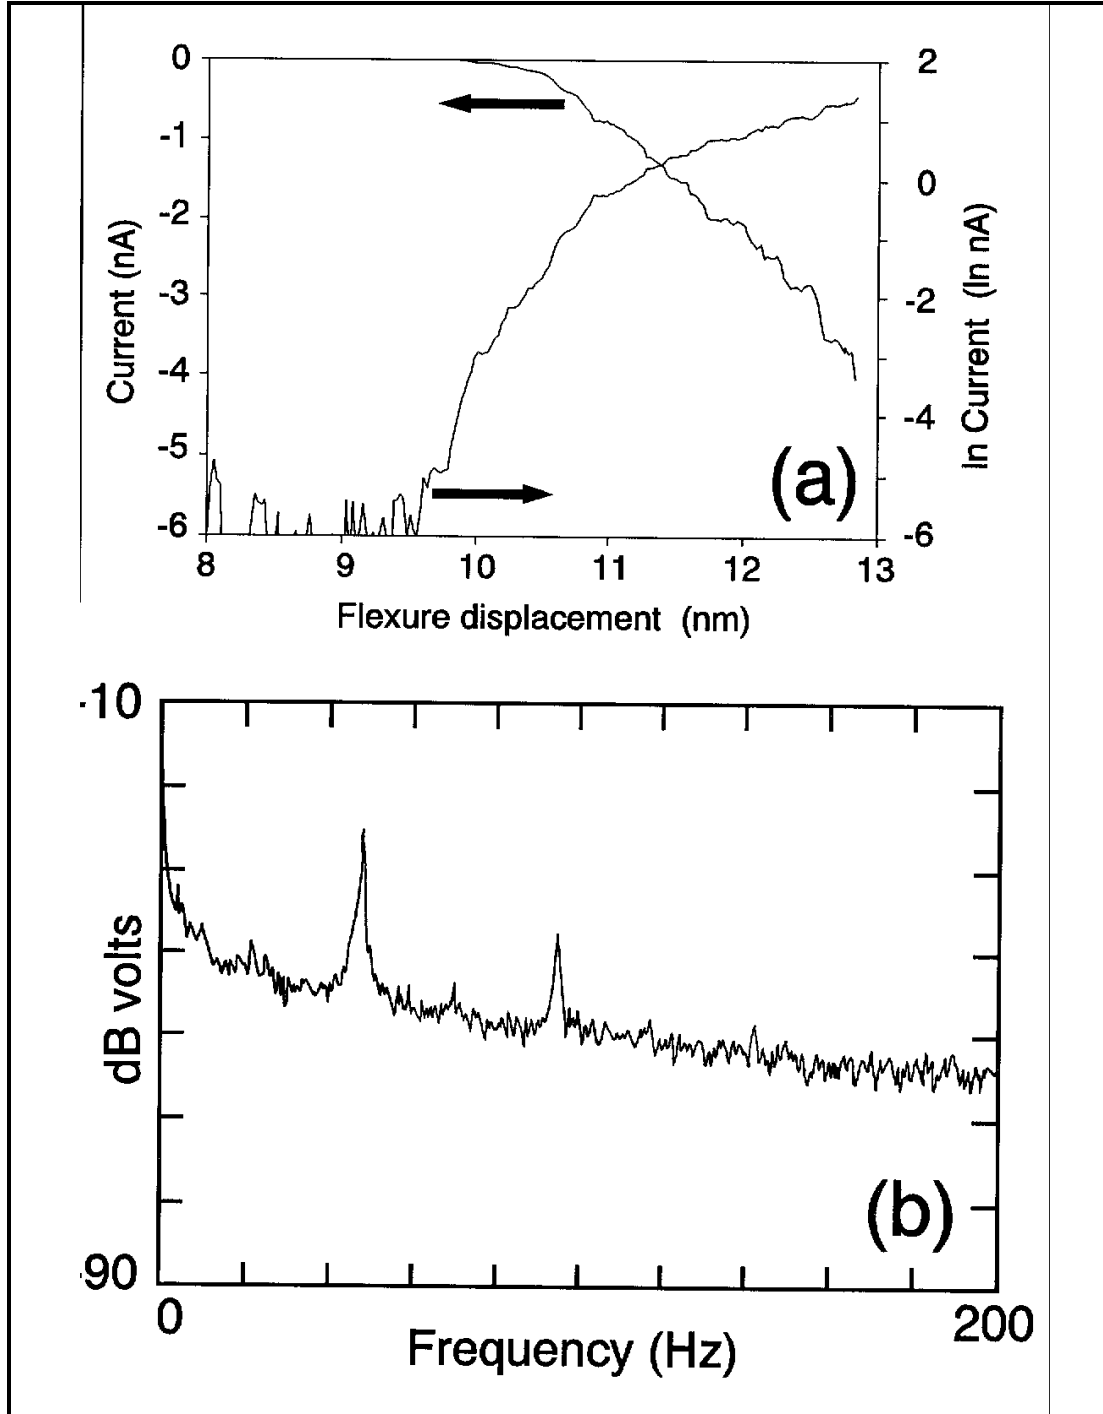 0
-1
-2
-3
-4
-5
-6
Current (nA)
2
0
-2
-4
-6
ln Current (ln nA)
(a)
8 9 10 11 12 13
Flexure displacement (nm)
-10
-90
dB volts
(b)
0 200
Frequency (Hz)